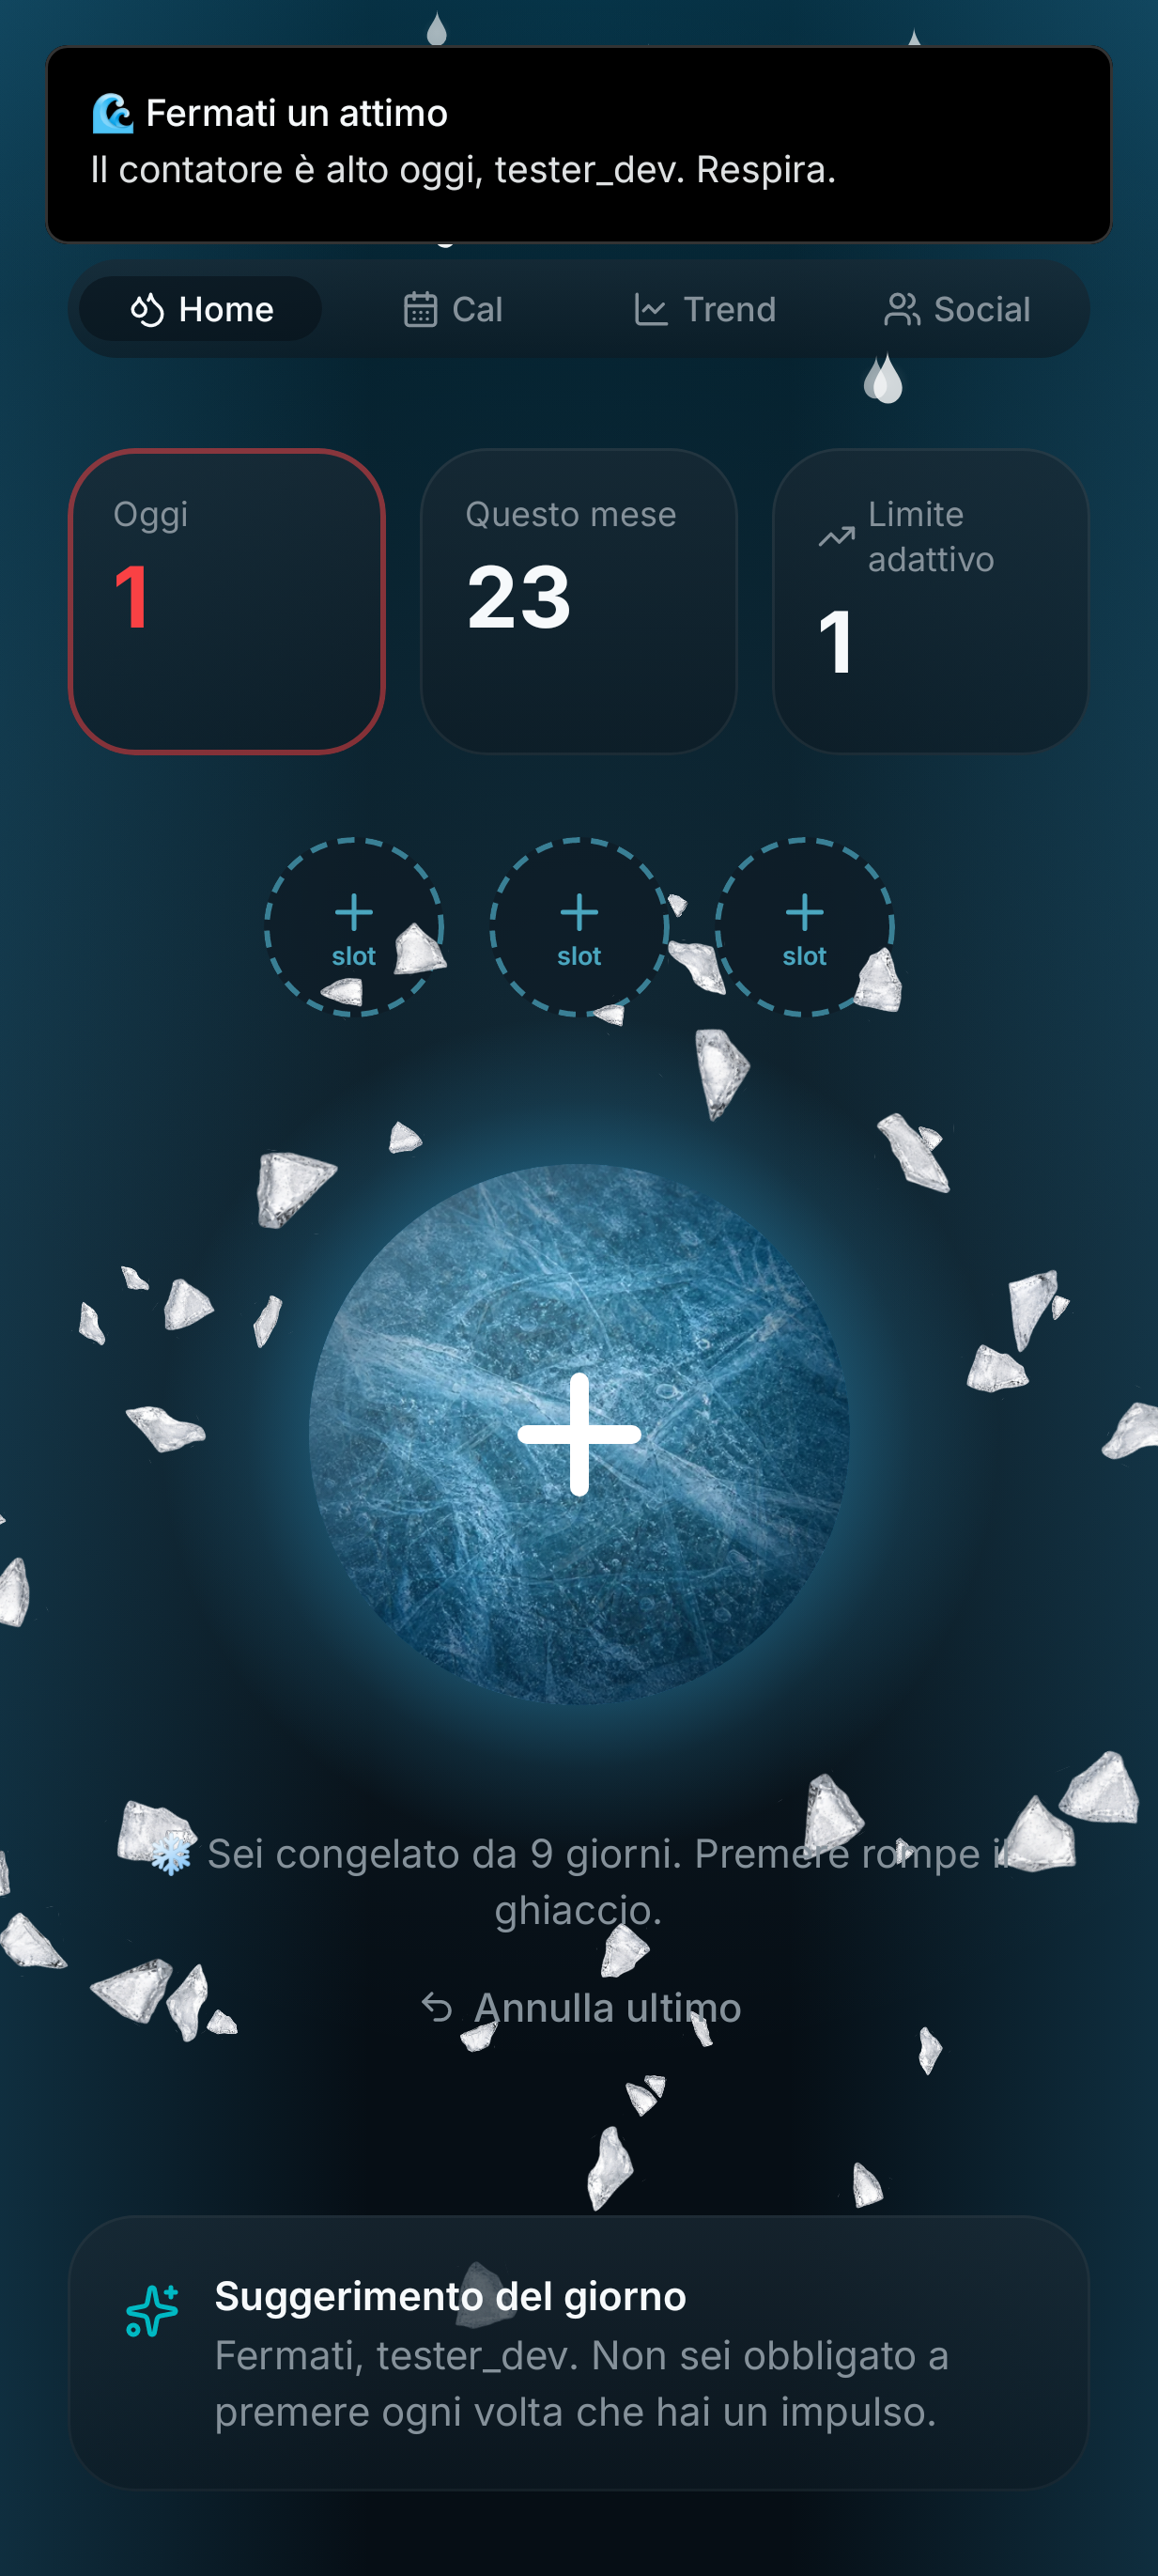 🌊 Fermati un attimo
Il contatore è alto oggi, tester_dev. Respira.
Home Cal Trend Social
Oggi
1
Questo mese
23
Limite
adattivo
1
slot slot slot
❄️ Sei congelato da 9 giorni. Premere rompe il
ghiaccio.
Annulla ultimo
Suggerimento del giorno
Fermati, tester_dev. Non sei obbligato a
premere ogni volta che hai un impulso.